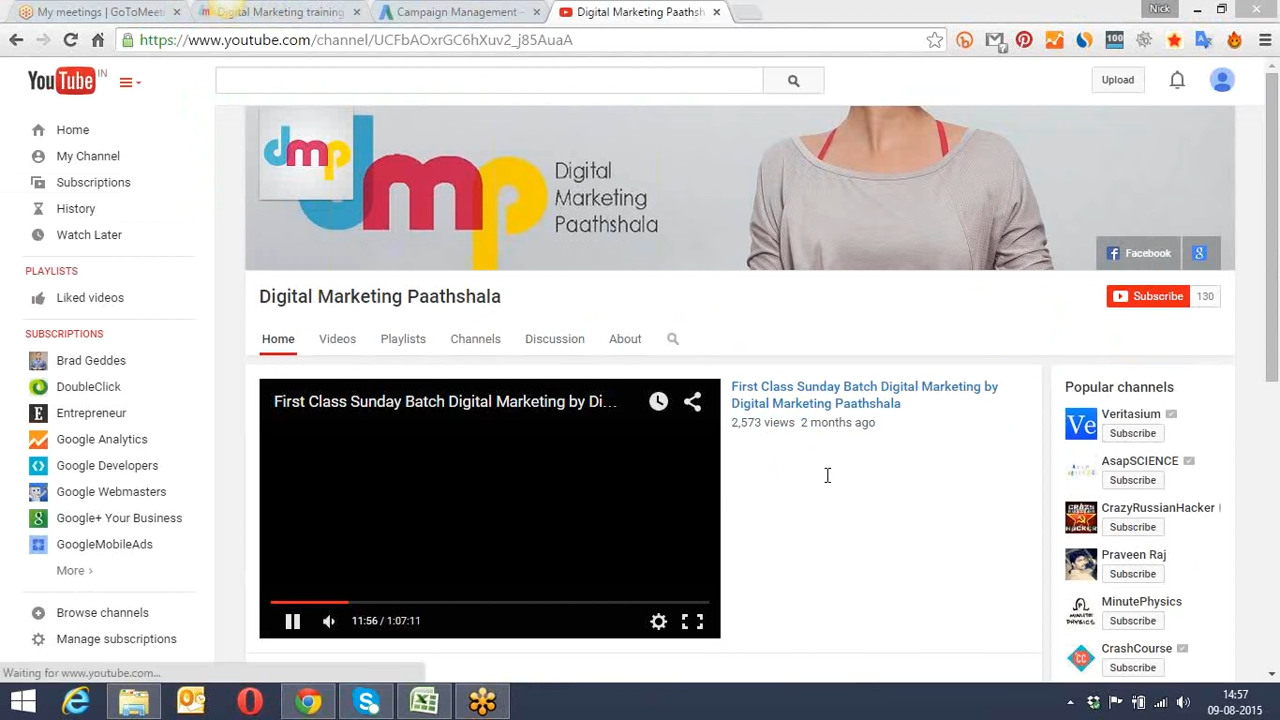 My meetings | GoToMeeti
Digital Marketing training
Campaign Management -
Digital Marketing Paathsh
Nick
https://www.youtube.com/channel/UCFbAOxrGC6hXuv2_j85AuaA
100
YouTube IN
Upload
Home
My Channel
Subscriptions
History
Watch Later
PLAYLISTS
Liked videos
SUBSCRIPTIONS
Brad Geddes
DoubleClick
Entrepreneur
Google Analytics
Google Developers
Google Webmasters
Google+ Your Business
GoogleMobileAds
More ›
Browse channels
Manage subscriptions
dmp
dmp
Digital
Marketing
Paathshala
Facebook
Digital Marketing Paathshala
Subscribe 130
Home Videos Playlists Channels Discussion About
First Class Sunday Batch Digital Marketing by Di...
11:56 / 1:07:11
First Class Sunday Batch Digital Marketing by
Digital Marketing Paathshala
2,573 views 2 months ago
Popular channels
Veritasium
Subscribe
AsapSCIENCE
Subscribe
CrazyRussianHacker
Subscribe
Praveen Raj
Subscribe
MinutePhysics
Subscribe
CrashCourse
Subscribe
Waiting for www.youtube.com...
14:57
09-08-2015